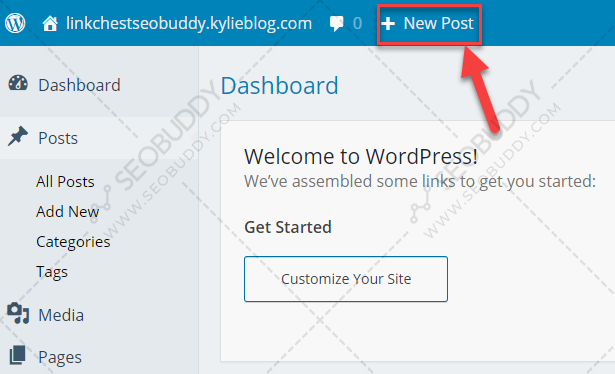 linkchestseobuddy.kylieblog.com 0 + New Post
Dashboard
Posts
All Posts
Add New
Categories
Tags
Media
Pages
Dashboard
Welcome to WordPress!
We've assembled some links to get you started:
Get Started
Customize Your Site
SEOBUDDY
WWW.SEOBUDDY.COM
SEOBUDDY
WWW.SEOBUDDY.COM